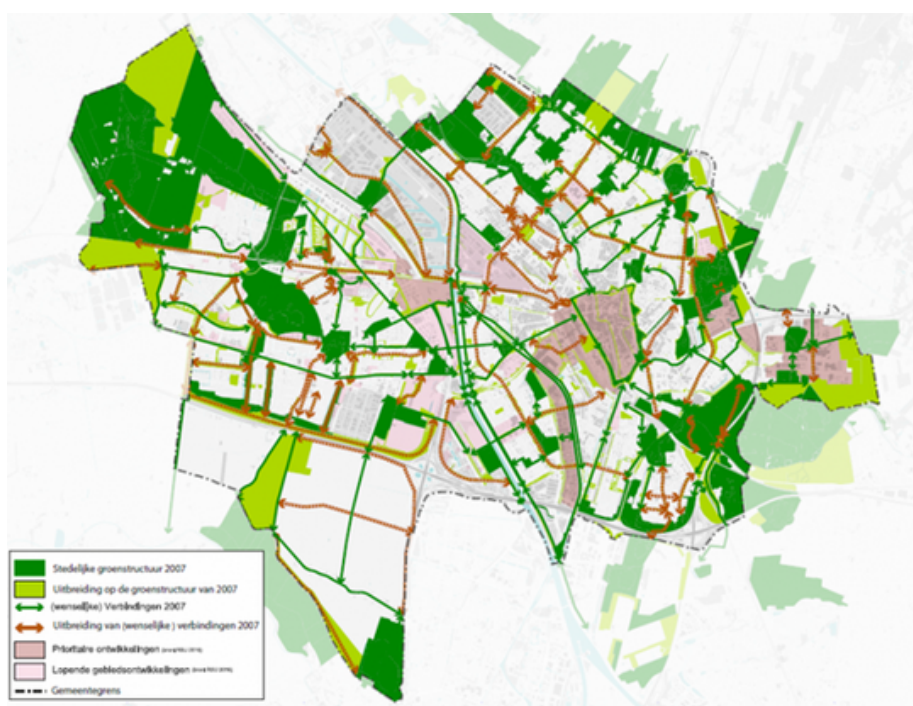 Stedelijke groenstructuur 2007
Uitbreiding op de groenstructuur van 2007
(wenselijke) Verbindingen 2007
Uitbreiding van (wenselijke) verbindingen 2007
Prioritaire ontwikkelingen
Lopende gebiedsontwikkelingen
Gemeentegrens